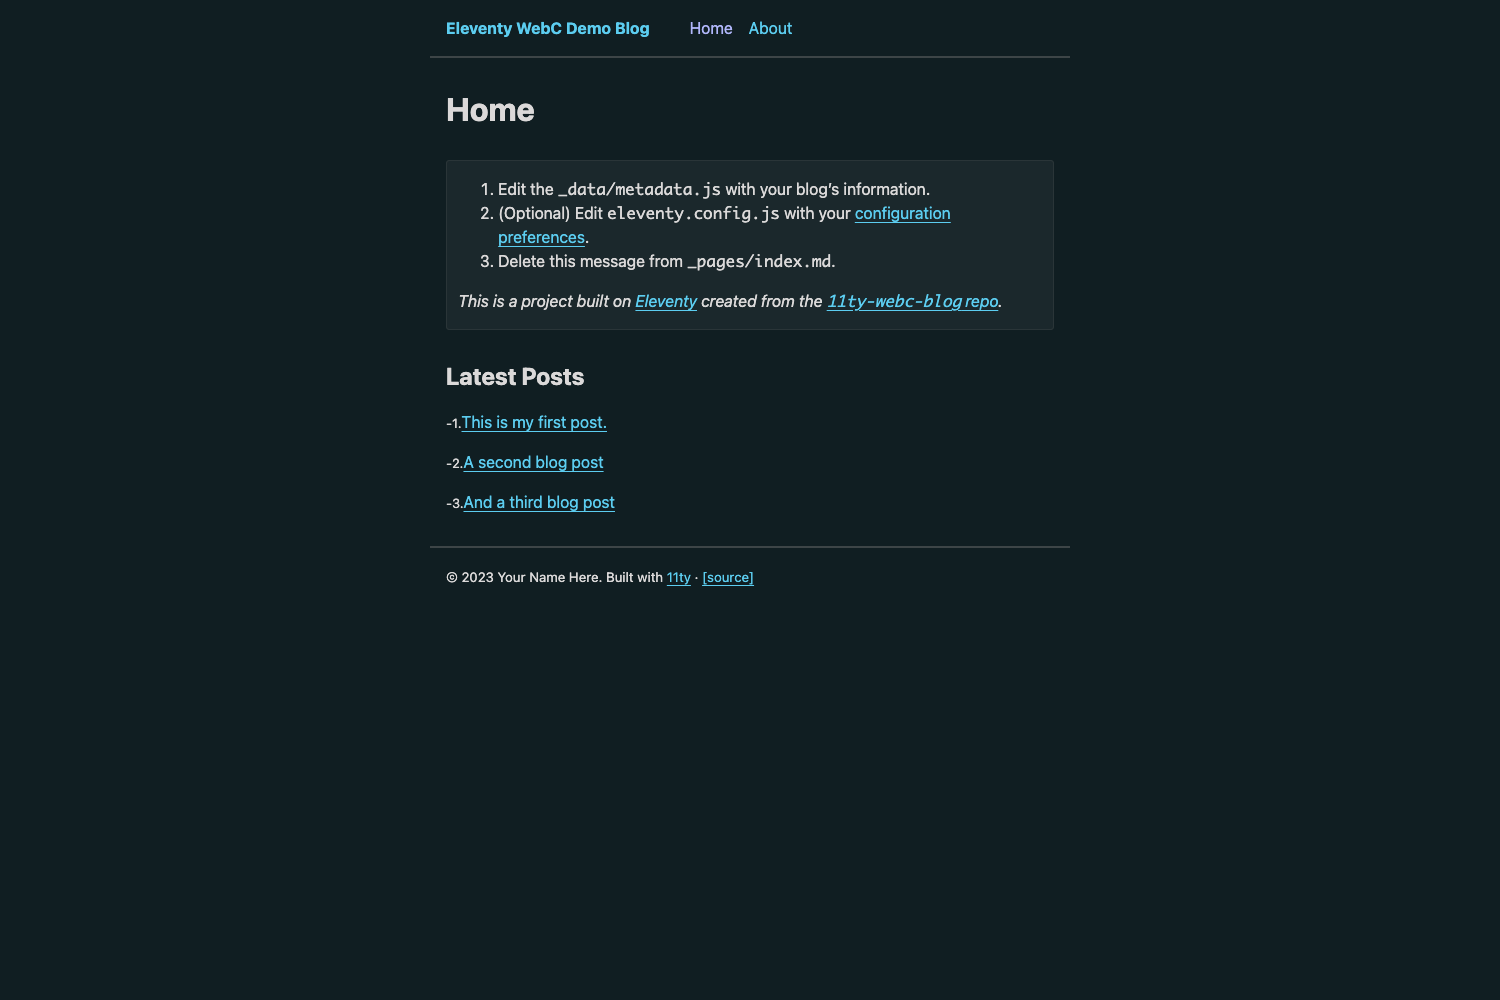 Eleventy WebC Demo Blog Home About
Home
1. Edit the _data/metadata.js with your blog’s information.
2. (Optional) Edit eleventy.config.js with your configuration
preferences.
3. Delete this message from _pages/index.md.
This is a project built on Eleventy created from the 11ty-webc-blog repo.
Latest Posts
-1.This is my first post.
-2.A second blog post
-3.And a third blog post
© 2023 Your Name Here. Built with 11ty · [source]